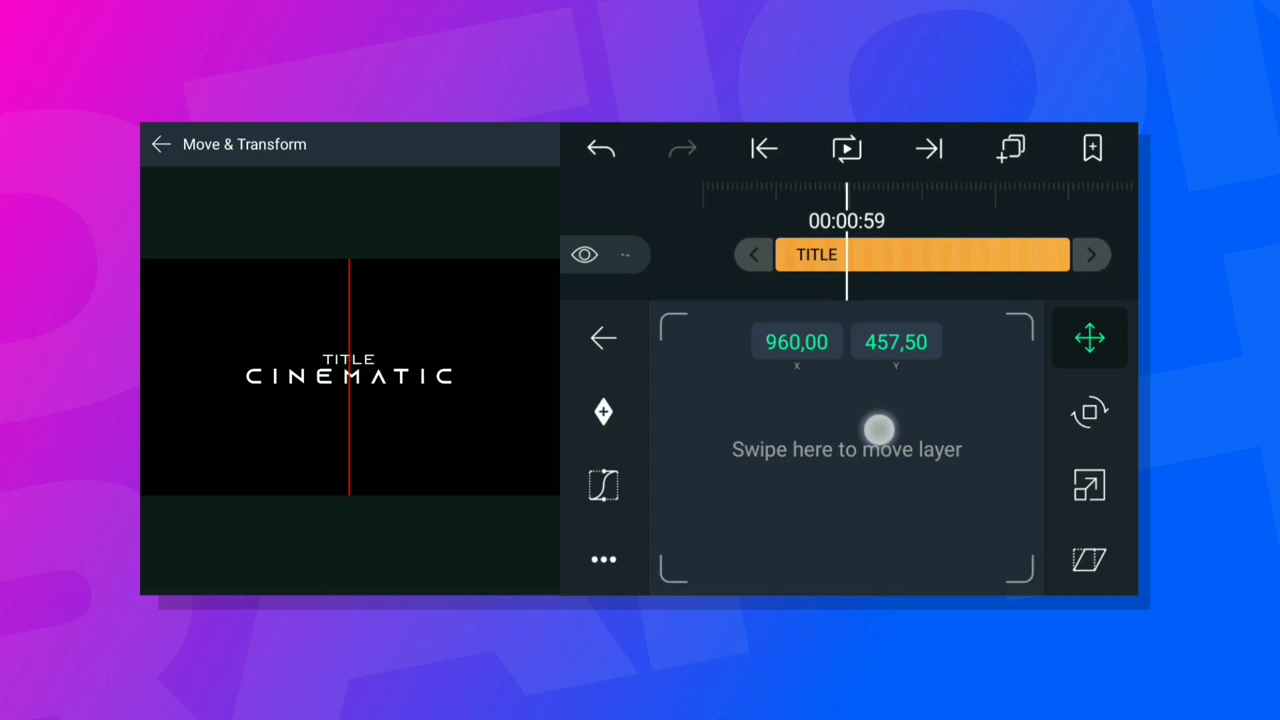 Move & Transform
TITLE
CINEMATIC
00:00:59
TITLE
960,00 457,50
X Y
Swipe here to move layer